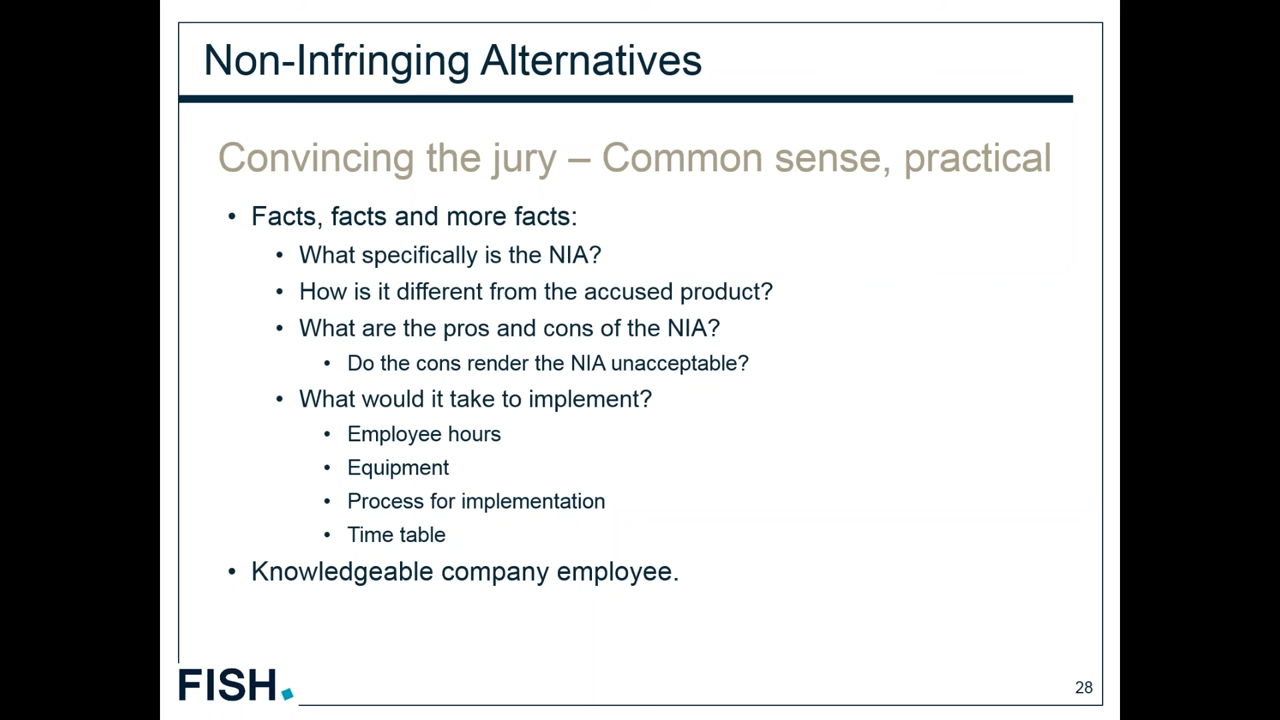 Non-Infringing Alternatives
Convincing the jury – Common sense, practical
• Facts, facts and more facts:
• What specifically is the NIA?
• How is it different from the accused product?
• What are the pros and cons of the NIA?
• Do the cons render the NIA unacceptable?
• What would it take to implement?
• Employee hours
• Equipment
• Process for implementation
• Time table
• Knowledgeable company employee.
FISH.
28